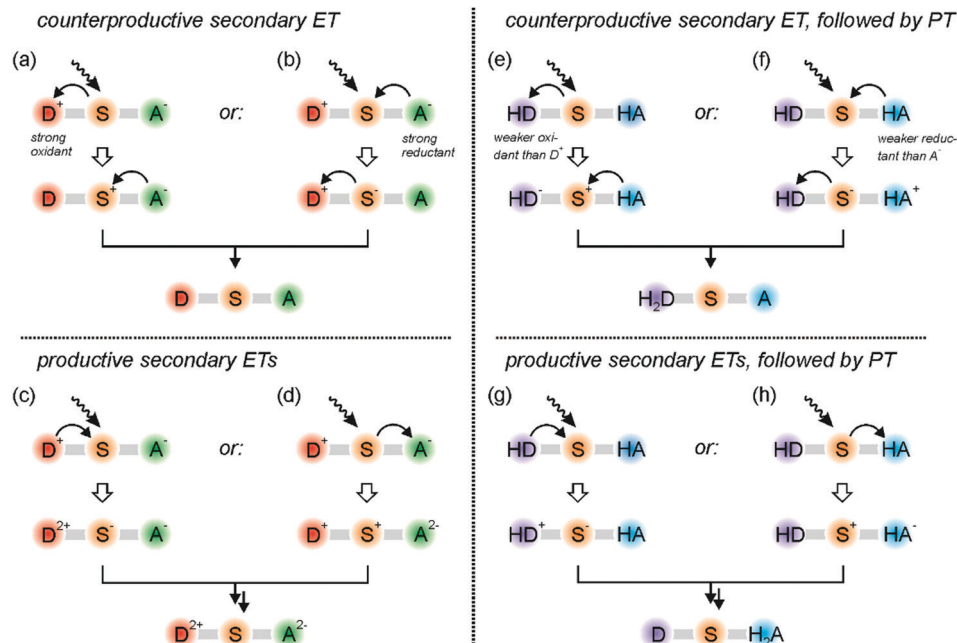 counterproductive secondary ET
(a)
D+ S A-
strong
oxidant
D S+ A-
or:
(b)
D+ S A-
strong
reductant
D+ S- A
D S A
counterproductive secondary ET, followed by PT
(e)
HD S HA
weaker oxi-
dant than D+
HD- S+ HA
or:
(f)
HD S HA
weaker reduc-
tant than A-
HD S- HA+
H2D S A
productive secondary ETs
(c)
D+ S A-
D2+ S- A-
or:
(d)
D+ S A-
D+ S+ A2-
D2+ S A2-
productive secondary ETs, followed by PT
(g)
HD S HA
HD+ S- HA
or:
(h)
HD S HA
HD S+ HA-
D S H2A